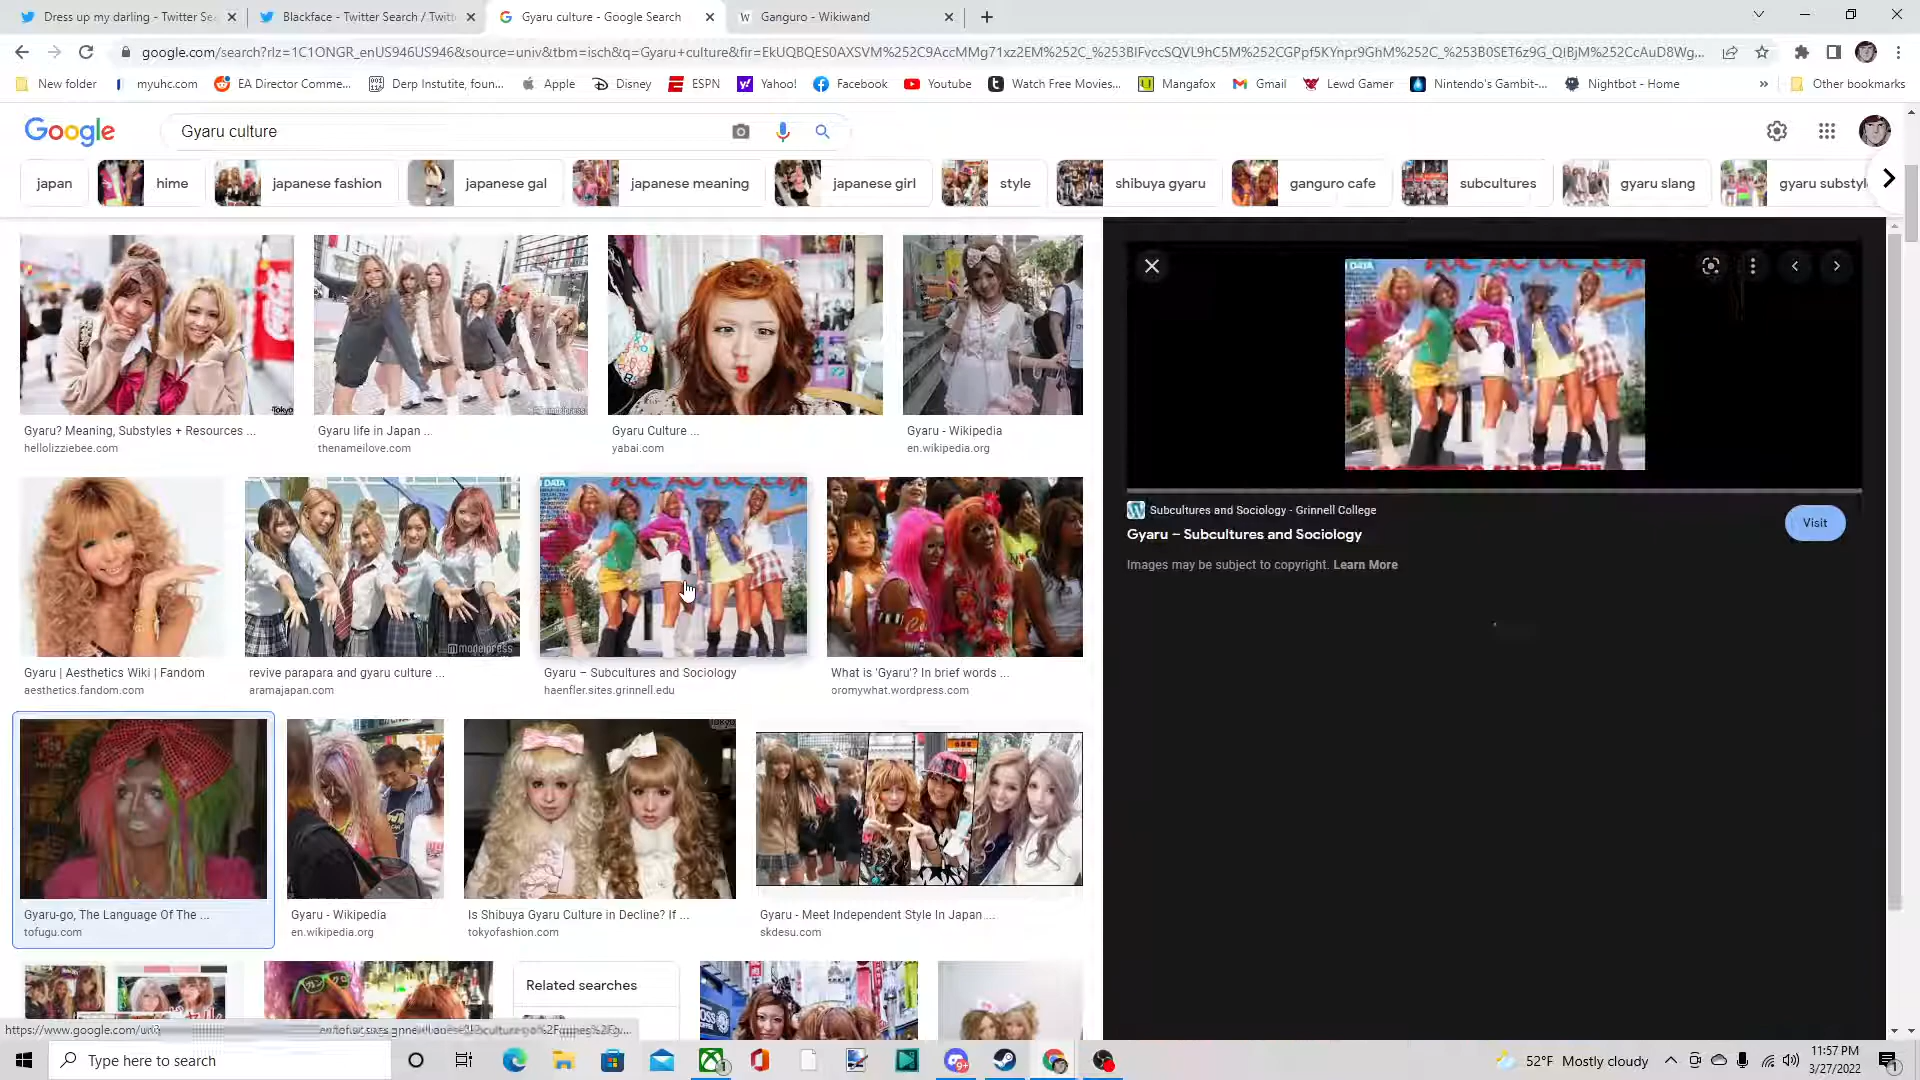 Dress up my darling - Twitter Se
Blackface - Twitter Search / Twitt
Gyaru culture - Google Search
Ganguro - Wikiwand
google.com/search?rlz=1C1ONGR_enUS946US946&source=univ&tbm=isch&q=Gyaru+culture&fir=EkUQBQES0AXSVM%252C9AccMMg71xz2EM%252C_%253BIFvccSQVL9hC5M%252CGPpf5KYnpr9GhM%252C_%253B0SET6z9G_QIBjM%252CcAuD8Wg...
New folder
myuhc.com
EA Director Comme...
Derp Instutite, foun...
Apple
Disney
ESPN
Yahoo!
Facebook
Youtube
Watch Free Movies...
Mangafox
Gmail
Lewd Gamer
Nintendo's Gambit-...
Nightbot - Home
»
Other bookmarks
Google
Gyaru culture
japan
hime
japanese fashion
japanese gal
japanese meaning
japanese girl
style
shibuya gyaru
ganguro cafe
subcultures
gyaru slang
gyaru substyl
Gyaru? Meaning, Substyles + Resources ...
hellolizziebee.com
Gyaru life in Japan ...
thenameilove.com
Gyaru Culture ...
yabai.com
Gyaru - Wikipedia
en.wikipedia.org
Gyaru | Aesthetics Wiki | Fandom
aesthetics.fandom.com
modelpress
revive parapara and gyaru culture ...
aramajapan.com
Gyaru – Subcultures and Sociology
haenfler.sites.grinnell.edu
What is 'Gyaru'? In brief words ...
oromywhat.wordpress.com
Gyaru-go, The Language Of The ...
tofugu.com
Gyaru - Wikipedia
en.wikipedia.org
Is Shibuya Gyaru Culture in Decline? If ...
tokyofashion.com
Gyaru - Meet Independent Style In Japan ...
skdesu.com
Related searches
Subcultures and Sociology - Grinnell College
Visit
Gyaru – Subcultures and Sociology
Images may be subject to copyright. Learn More
Type here to search
52°F Mostly cloudy
11:57 PM
3/27/2022